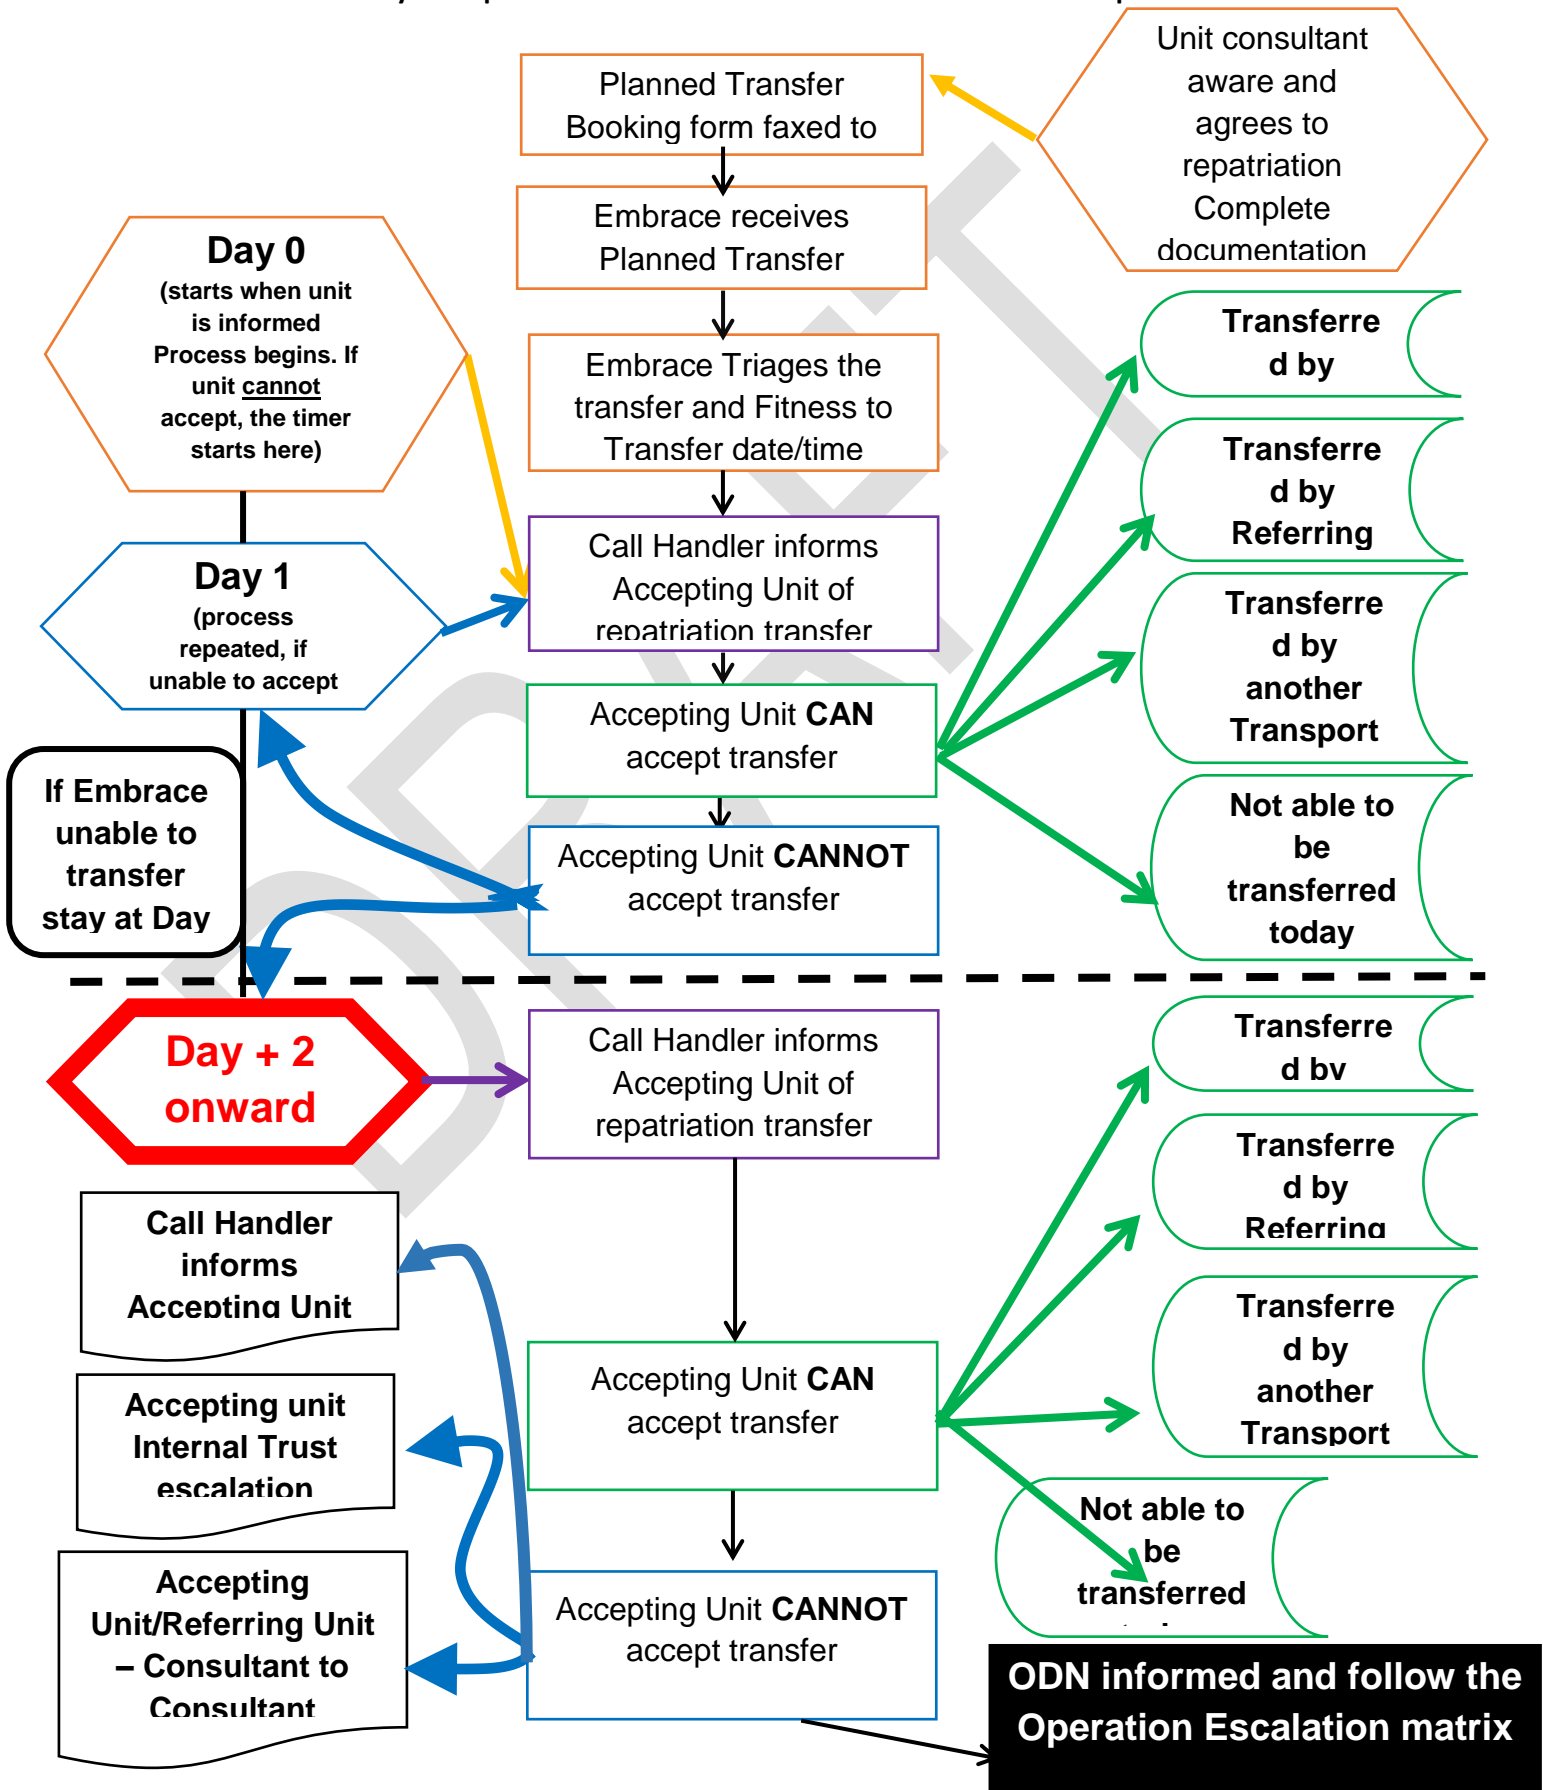 Unit consultant
aware and
agrees to
repatriation
Complete
documentation
Planned Transfer
Booking form faxed to
Embrace receives
Planned Transfer
Day 0
(starts when unit
is informed
Process begins. If
unit cannot
accept, the timer
starts here)
Embrace Triages the
transfer and Fitness to
Transfer date/time
Transferre
d by
Transferre
d by
Referring
Call Handler informs
Accepting Unit of
repatriation transfer
Day 1
(process
repeated, if
unable to accept
Transferre
d by
another
Transport
Accepting Unit CAN
accept transfer
If Embrace
unable to
transfer
stay at Day
Accepting Unit CANNOT
accept transfer
Not able to
be
transferred
today
DRAFT
Day + 2
onward
Call Handler informs
Accepting Unit of
repatriation transfer
Transferre
d by
Transferre
d by
Referring
Call Handler
informs
Accepting Unit
Transferre
d by
another
Transport
Accepting Unit CAN
accept transfer
Accepting unit
Internal Trust
escalation
Not able to
be
transferred
Accepting
Unit/Referring Unit
– Consultant to
Consultant
Accepting Unit CANNOT
accept transfer
ODN informed and follow the
Operation Escalation matrix